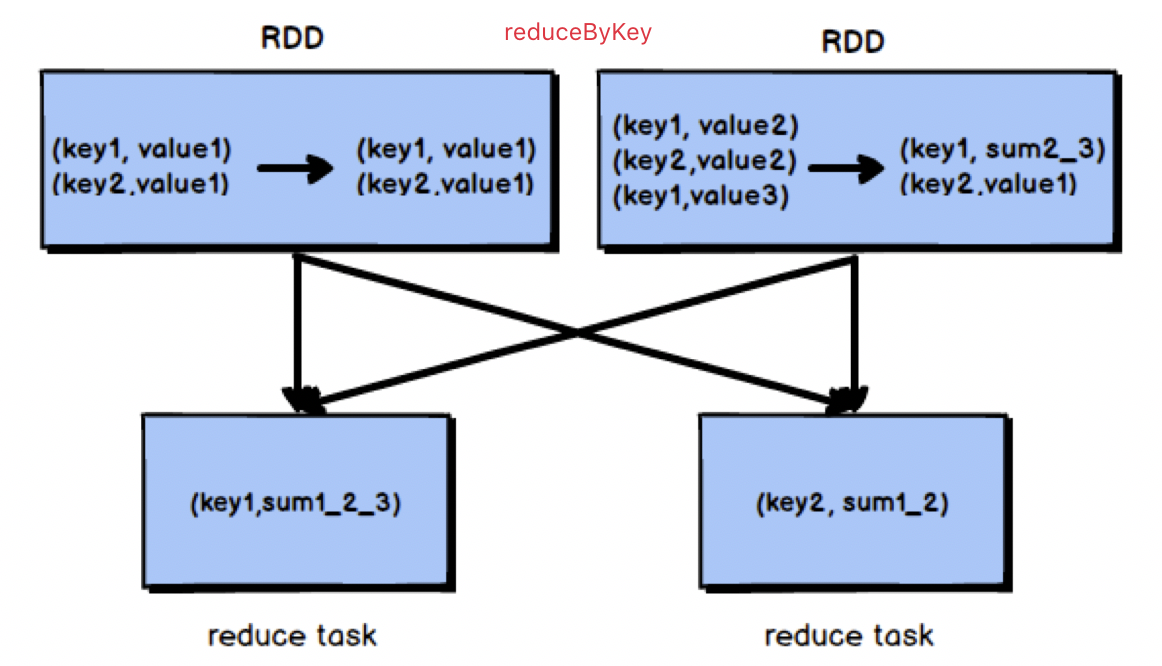 reduceByKey
RDD
(key1, value1)
(key2.value1)
(key1, value1)
(key2.value1)
RDD
(key1, value2)
(key2,value2)
(key1,value3)
(key1, sum2_3)
(key2.value1)
(key1,sum1_2_3)
reduce task
(key2, sum1_2)
reduce task